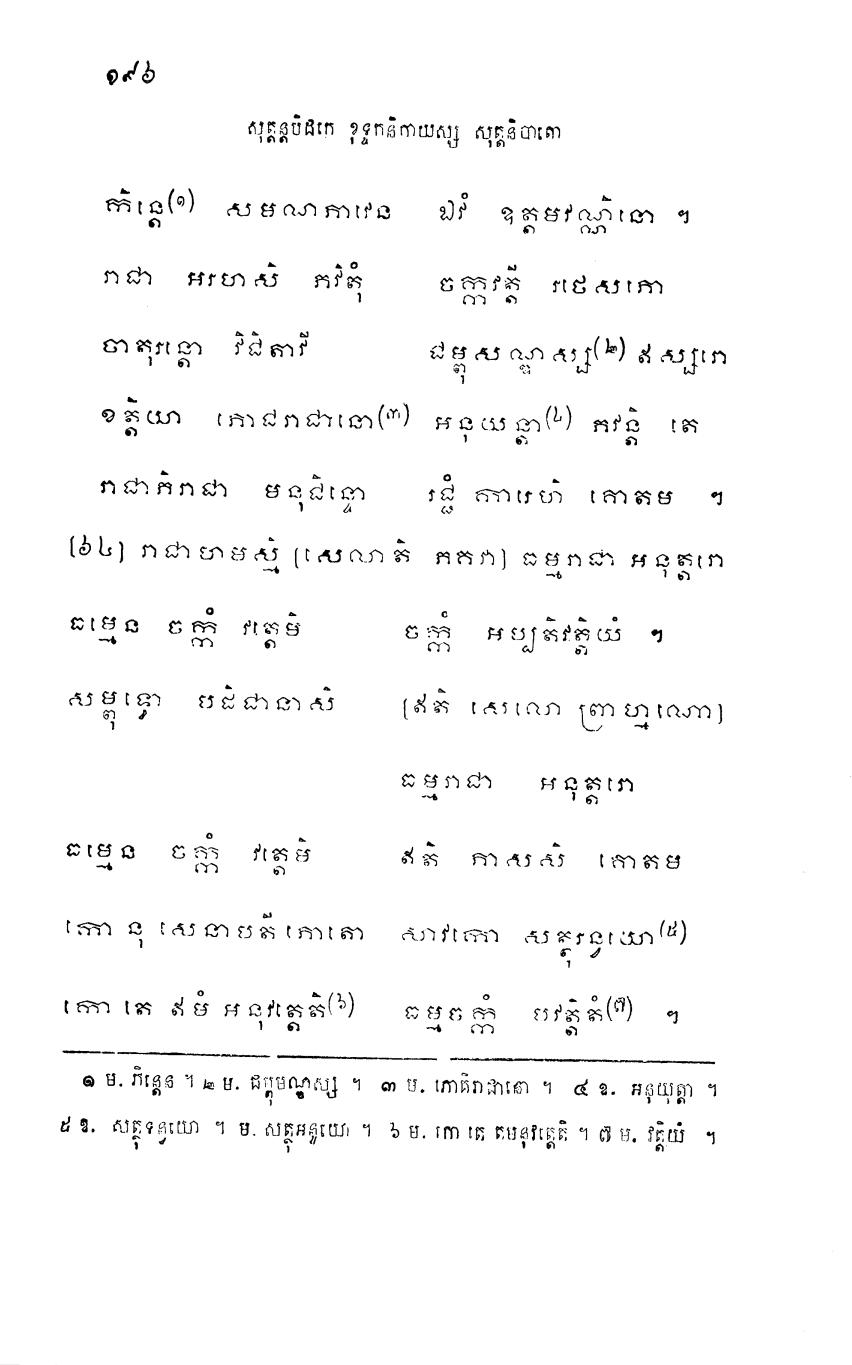 ១៩៦
សុត្តន្តបិដកេ ខុទ្ទកនិកាយស្ស សុត្តនិបាតោ
កិន្តេ(១) សមណភាវេន ឯវំ ឧត្តមវណ្ណិនោ ។
រាជា អរហសិ ភវិតុំ ចក្កវត្តី រថេសភោ
ចាតុរន្តោ វិជិតាវី ជម្ពុសណ្ឌស្ស(២) ឥស្សរោ
ខត្តិយា ភោជរាជានោ(៣) អនុយន្តា(៤) ភវន្តិ តេ
រាជាភិរាជា មនុជិន្ទោ រជ្ជំ ការេហិ គោតម ។
[៦៤] រាជាហមស្មិ (សេលាតិ ភគវា) ធម្មរាជា អនុត្តរោ
ធម្មេន ចក្កំ វត្តេមិ ចក្កំ អប្បតិវត្តិយំ ។
សម្ពុទ្ធោ បដិជានាសិ (ឥតិ សេលោ ព្រាហ្មណោ)
ធម្មរាជា អនុត្តរោ
ធម្មេន ចក្កំ វត្តេមិ ឥតិ ភាសសិ គោតម
កោ នុ សេនាបតី ភោតោ សាវកោ សត្ថុរន្វយោ(៥)
កោ តេ ឥមំ អនុវត្តេតិ(៦) ធម្មចក្កំ បវត្តិតំ(៧) ។
១ ម. កិន្តេន ។ ២ ម. ជម្ពុមណ្ឌស្ស ។ ៣ ម. ភោគិរាជានោ ។ ៤ ឱ. អនុយុត្តា ។
៥ ឱ. សត្ថុទន្វយោ ។ ម. សត្ថុអន្វយោ ។ ៦ ម. កោ តេ តមនុវត្តេតិ ។ ៧ ម. វត្តិយំ ។